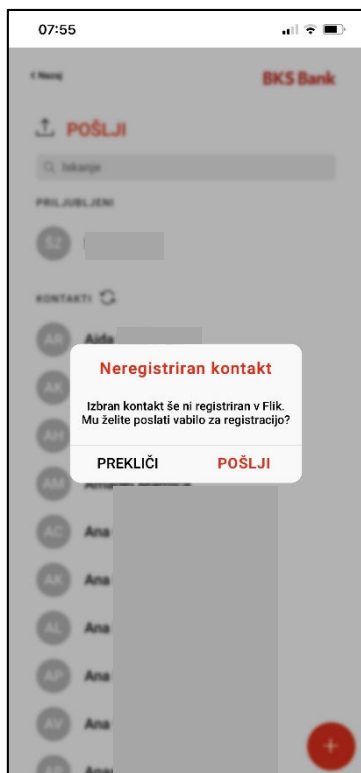 07:55
< Nazaj
BKS Bank
POŠLJI
Iskanje
PRILJUBLJENI
ŠZ
KONTAKTI
AR Aida
AK
Neregistriran kontakt
Izbran kontakt še ni registriran v Flik.
Mu želite poslati vabilo za registracijo?
PREKLIČI POŠLJI
AH
AM
AC Ana
AK Ana
AL Ana
AP Ana
AV Ana